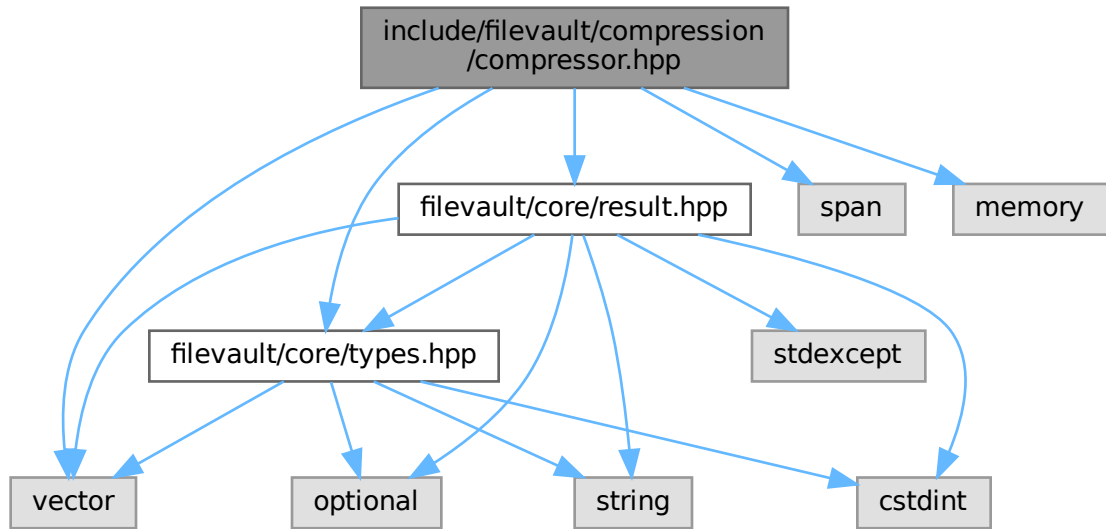 include/filevault/compression
/compressor.hpp
filevault/core/result.hpp
span
memory
filevault/core/types.hpp
stdexcept
vector
optional
string
cstdint